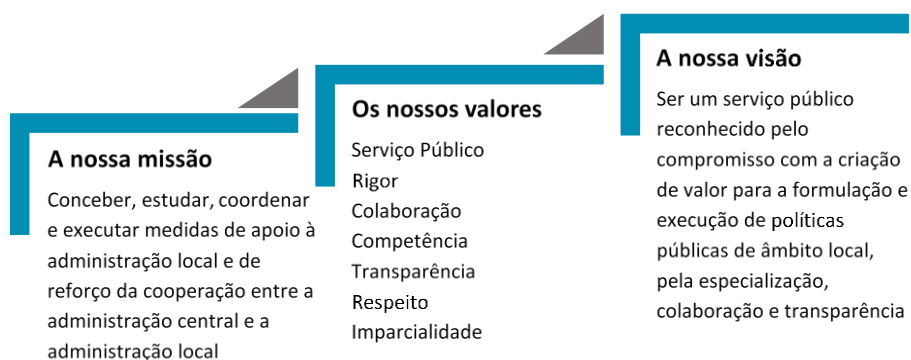 A nossa missão
Conceber, estudar, coordenar
e executar medidas de apoio à
administração local e de
reforço da cooperação entre a
administração central e a
administração local
Os nossos valores
Serviço Público
Rigor
Colaboração
Competência
Transparência
Respeito
Imparcialidade
A nossa visão
Ser um serviço público
reconhecido pelo
compromisso com a criação
de valor para a formulação e
execução de políticas
públicas de âmbito local,
pela especialização,
colaboração e transparência